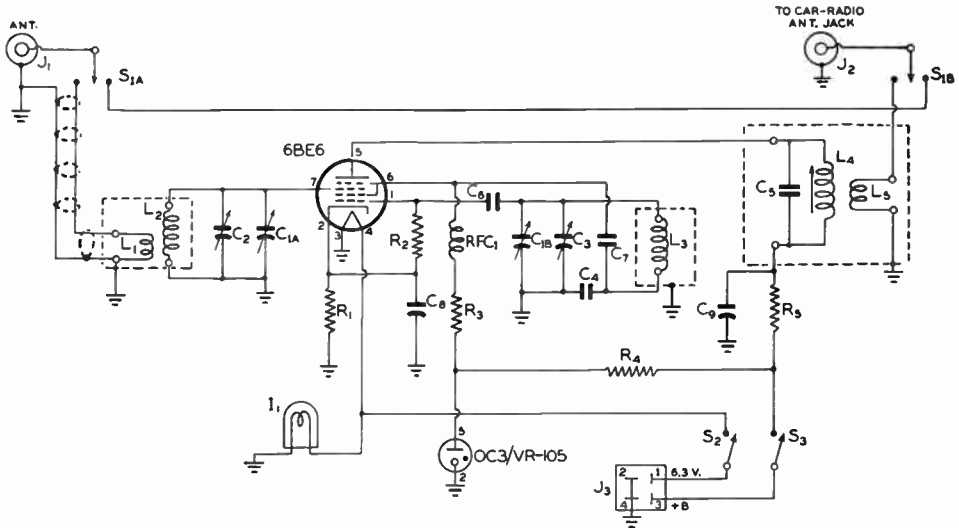 ANT.
J1
S1A
TO CAR-RADIO
ANT. JACK
J2
S1B
6BE6
5
7
6
1
2
3
4
L1
L2
C2
C1A
R1
R2
C8
C6
RFC1
R3
C1B
C3
C4
C7
L3
C5
L4
L5
C9
R5
R4
I1
5
OC3/VR-105
2
S2
S3
J3
2
1
6.3 V.
4
3
+B